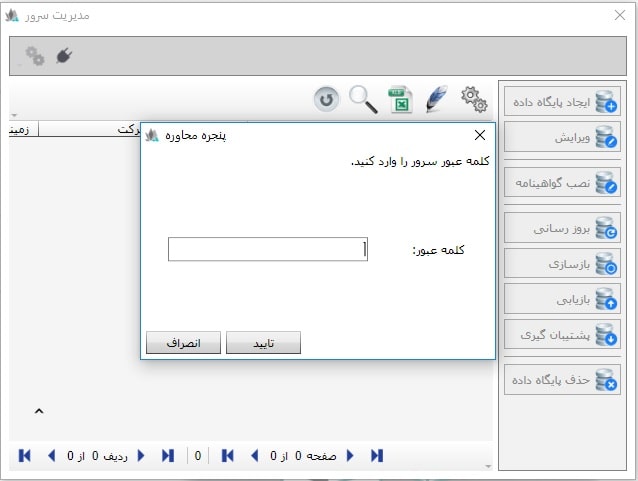 مدیریت سرور
ایجاد پایگاه داده
ویرایش
نصب گواهینامه
بروز رسانی
بازسازی
بازیابی
پشتیبان گیری
حذف پایگاه داده
پنجره محاوره
کلمه عبور سرور را وارد کنید.
کلمه عبور:
تایید
انصراف
صفحه 0 از 0
0
ردیف 0 از 0